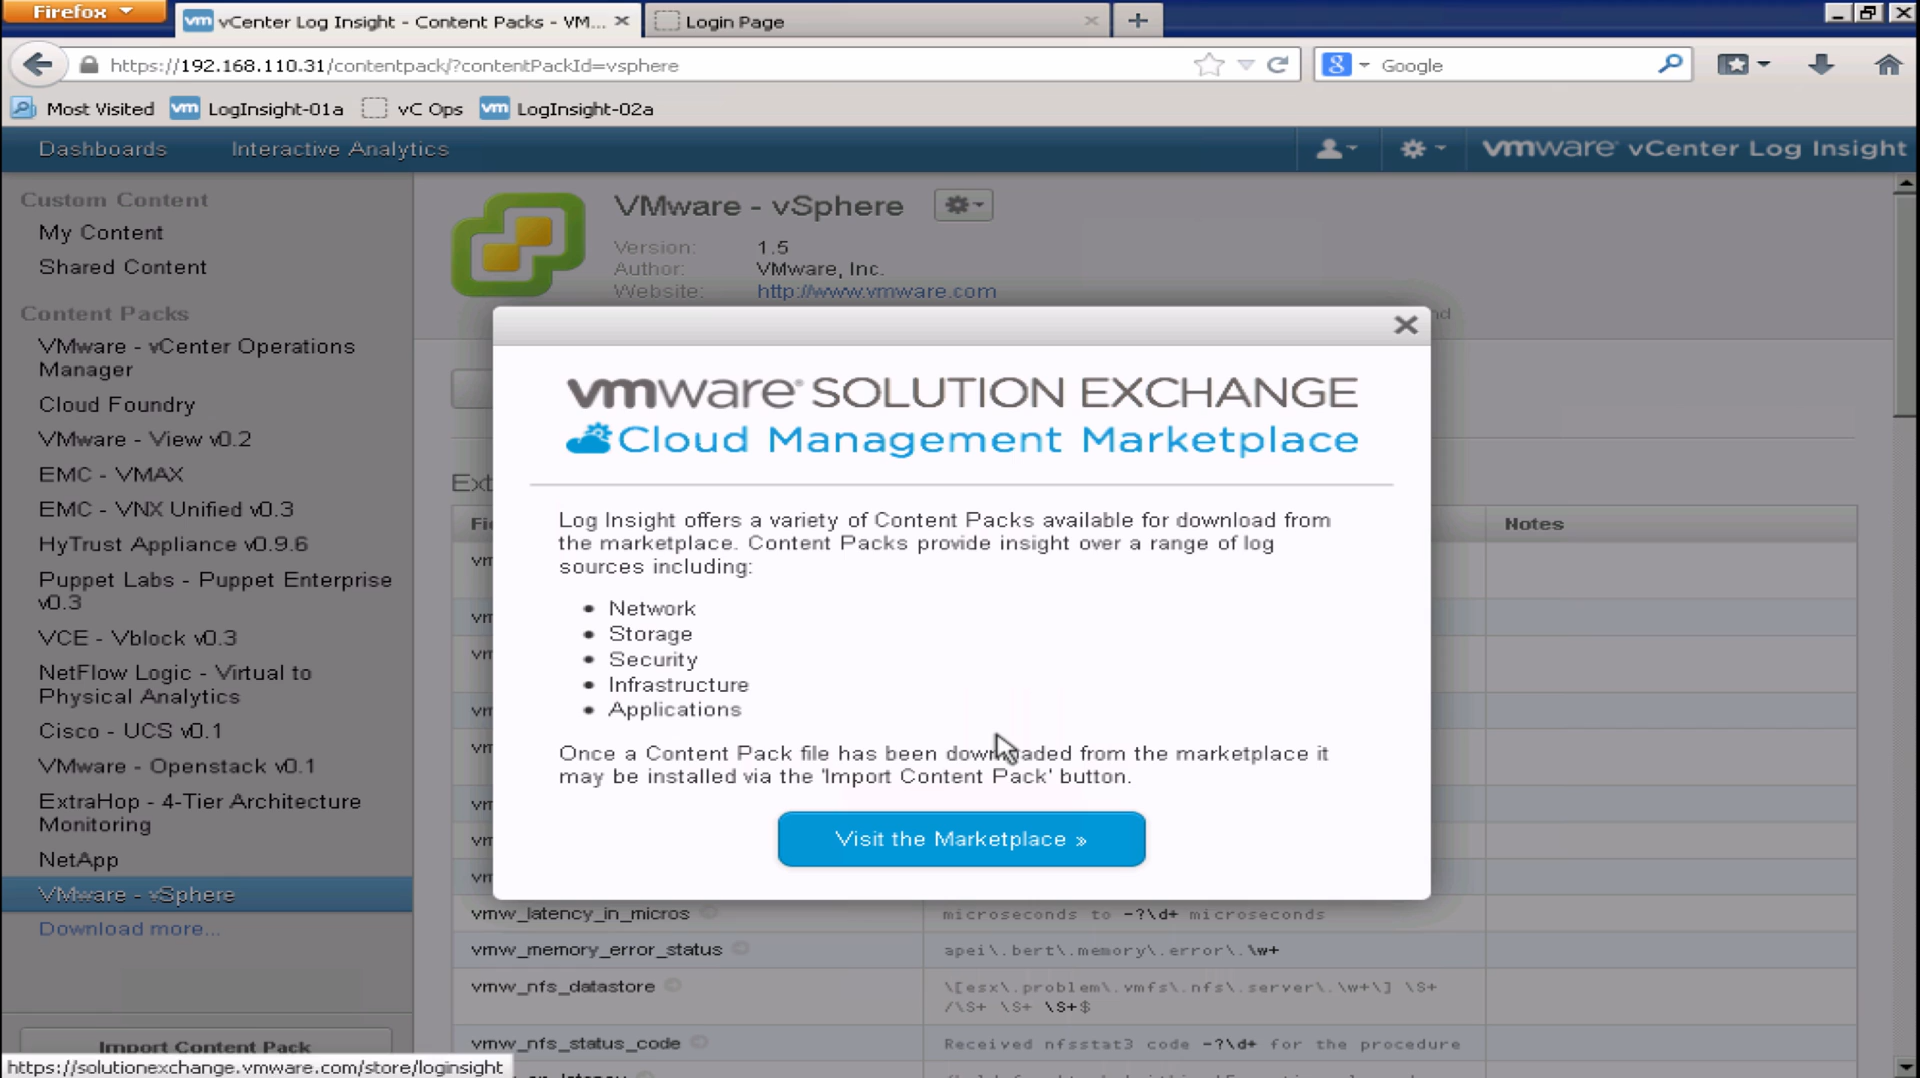 Firefox
vm vCenter Log Insight - Content Packs - VM...
Login Page
https://192.168.110.31/contentpack/?contentPackId=vsphere
Google
Most Visited
vm LogInsight-01a
vC Ops
vm LogInsight-02a
Dashboards
Interactive Analytics
vmware vCenter Log Insight
Custom Content
My Content
Shared Content
Content Packs
VMware - vCenter Operations
Manager
Cloud Foundry
VMware - View v0.2
EMC - VMAX
EMC - VNX Unified v0.3
HyTrust Appliance v0.9.6
Puppet Labs - Puppet Enterprise
v0.3
VCE - Vblock v0.3
NetFlow Logic - Virtual to
Physical Analytics
Cisco - UCS v0.1
VMware - Openstack v0.1
ExtraHop - 4-Tier Architecture
Monitoring
NetApp
VMware - vSphere
Download more...
Import Content Pack
https://solutionexchange.vmware.com/store/loginsight
VMware - vSphere
Version: 1.5
Author: VMware, Inc.
Website: http://www.vmware.com
vmware® SOLUTION EXCHANGE
Cloud Management Marketplace
Log Insight offers a variety of Content Packs available for download from
the marketplace. Content Packs provide insight over a range of log
sources including:
• Network
• Storage
• Security
• Infrastructure
• Applications
Once a Content Pack file has been downloaded from the marketplace it
may be installed via the 'Import Content Pack' button.
Visit the Marketplace »
Notes
vmw_latency_in_micros
microseconds to -?\d+ microseconds
vmw_memory_error_status
apei\.bert\.memory\.error\.\w+
vmw_nfs_datastore
\[esx\.problem\.vmfs\.nfs\.server\.\w+\] \S+
/\S+ \S+ \S+$
vmw_nfs_status_code
Received nfsstat3 code -?\d+ for the procedure